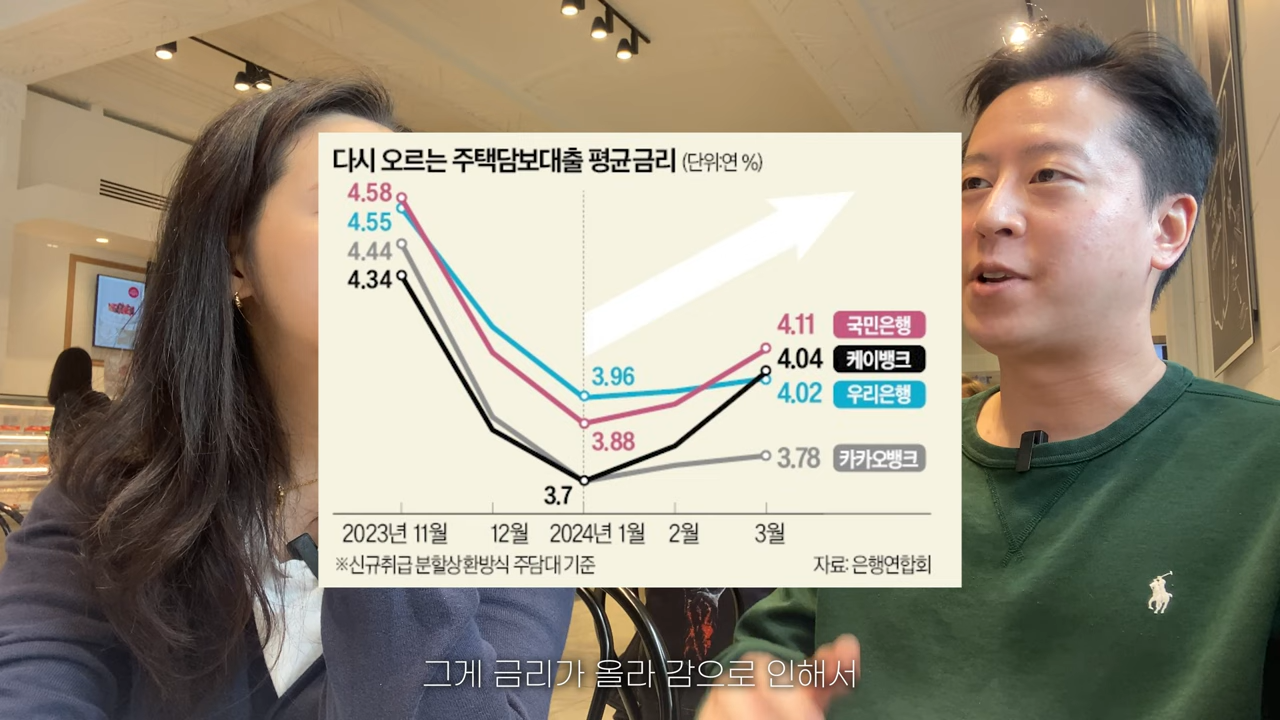 다시 오르는 주택담보대출 평균금리 (단위:연 %)
4.58
4.55
4.44
4.34
3.96
3.88
3.7
4.11 국민은행
4.04 케이뱅크
4.02 우리은행
3.78 카카오뱅크
2023년 11월 12월 2024년 1월 2월 3월
※신규취급 분할상환방식 주담대 기준 자료: 은행연합회
그게 금리가 올라 감으로 인해서